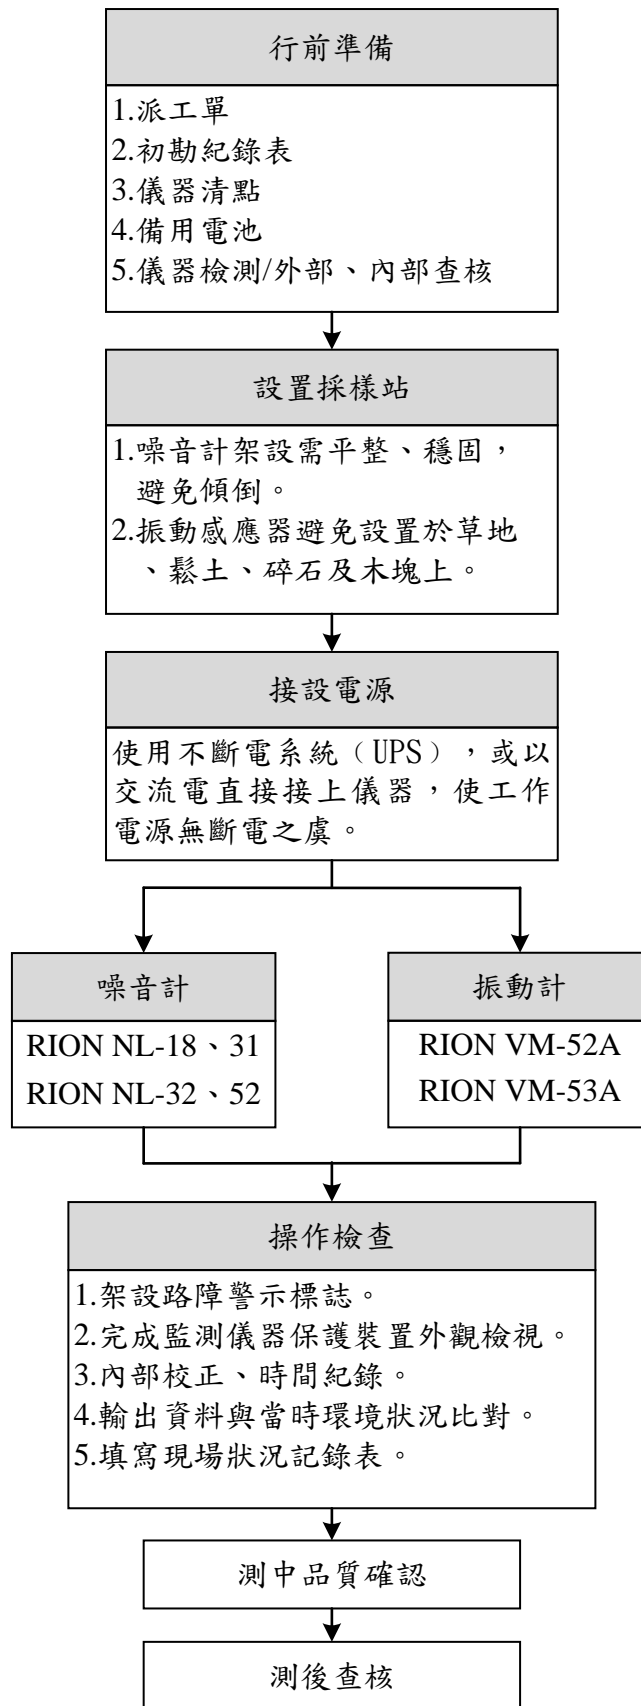 行前準備
1.派工單
2.初勘紀錄表
3.儀器清點
4.備用電池
5.儀器檢測/外部、內部查核
設置採樣站
1.噪音計架設需平整、穩固，
避免傾倒。
2.振動感應器避免設置於草地
、鬆土、碎石及木塊上。
接設電源
使用不斷電系統（UPS），或以
交流電直接接上儀器，使工作
電源無斷電之虞。
噪音計
RION NL-18、31
RION NL-32、52
振動計
RION VM-52A
RION VM-53A
操作檢查
1.架設路障警示標誌。
2.完成監測儀器保護裝置外觀檢視。
3.內部校正、時間紀錄。
4.輸出資料與當時環境狀況比對。
5.填寫現場狀況記錄表。
測中品質確認
測後查核